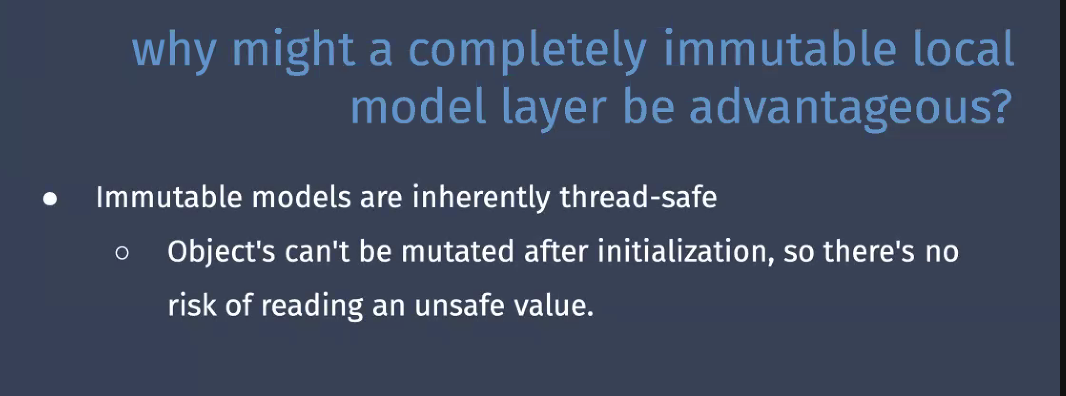 why might a completely immutable local
model layer be advantageous?
● Immutable models are inherently thread-safe
○ Object's can't be mutated after initialization, so there's no
risk of reading an unsafe value.